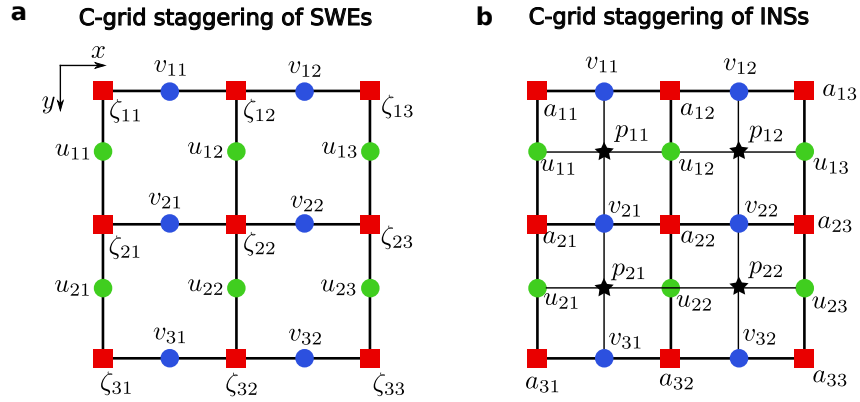 a C-grid staggering of SWEs
x
y
v₁₁ v₁₂
ζ₁₁ ζ₁₂ ζ₁₃
u₁₁ u₁₂ u₁₃
v₂₁ v₂₂
ζ₂₁ ζ₂₂ ζ₂₃
u₂₁ u₂₂ u₂₃
v₃₁ v₃₂
ζ₃₁ ζ₃₂ ζ₃₃
b C-grid staggering of INSs
v₁₁ v₁₂
a₁₁ a₁₂ a₁₃
p₁₁ p₁₂
u₁₁ u₁₂ u₁₃
v₂₁ v₂₂
a₂₁ a₂₂ a₂₃
p₂₁ p₂₂
u₂₁ u₂₂ u₂₃
v₃₁ v₃₂
a₃₁ a₃₂ a₃₃